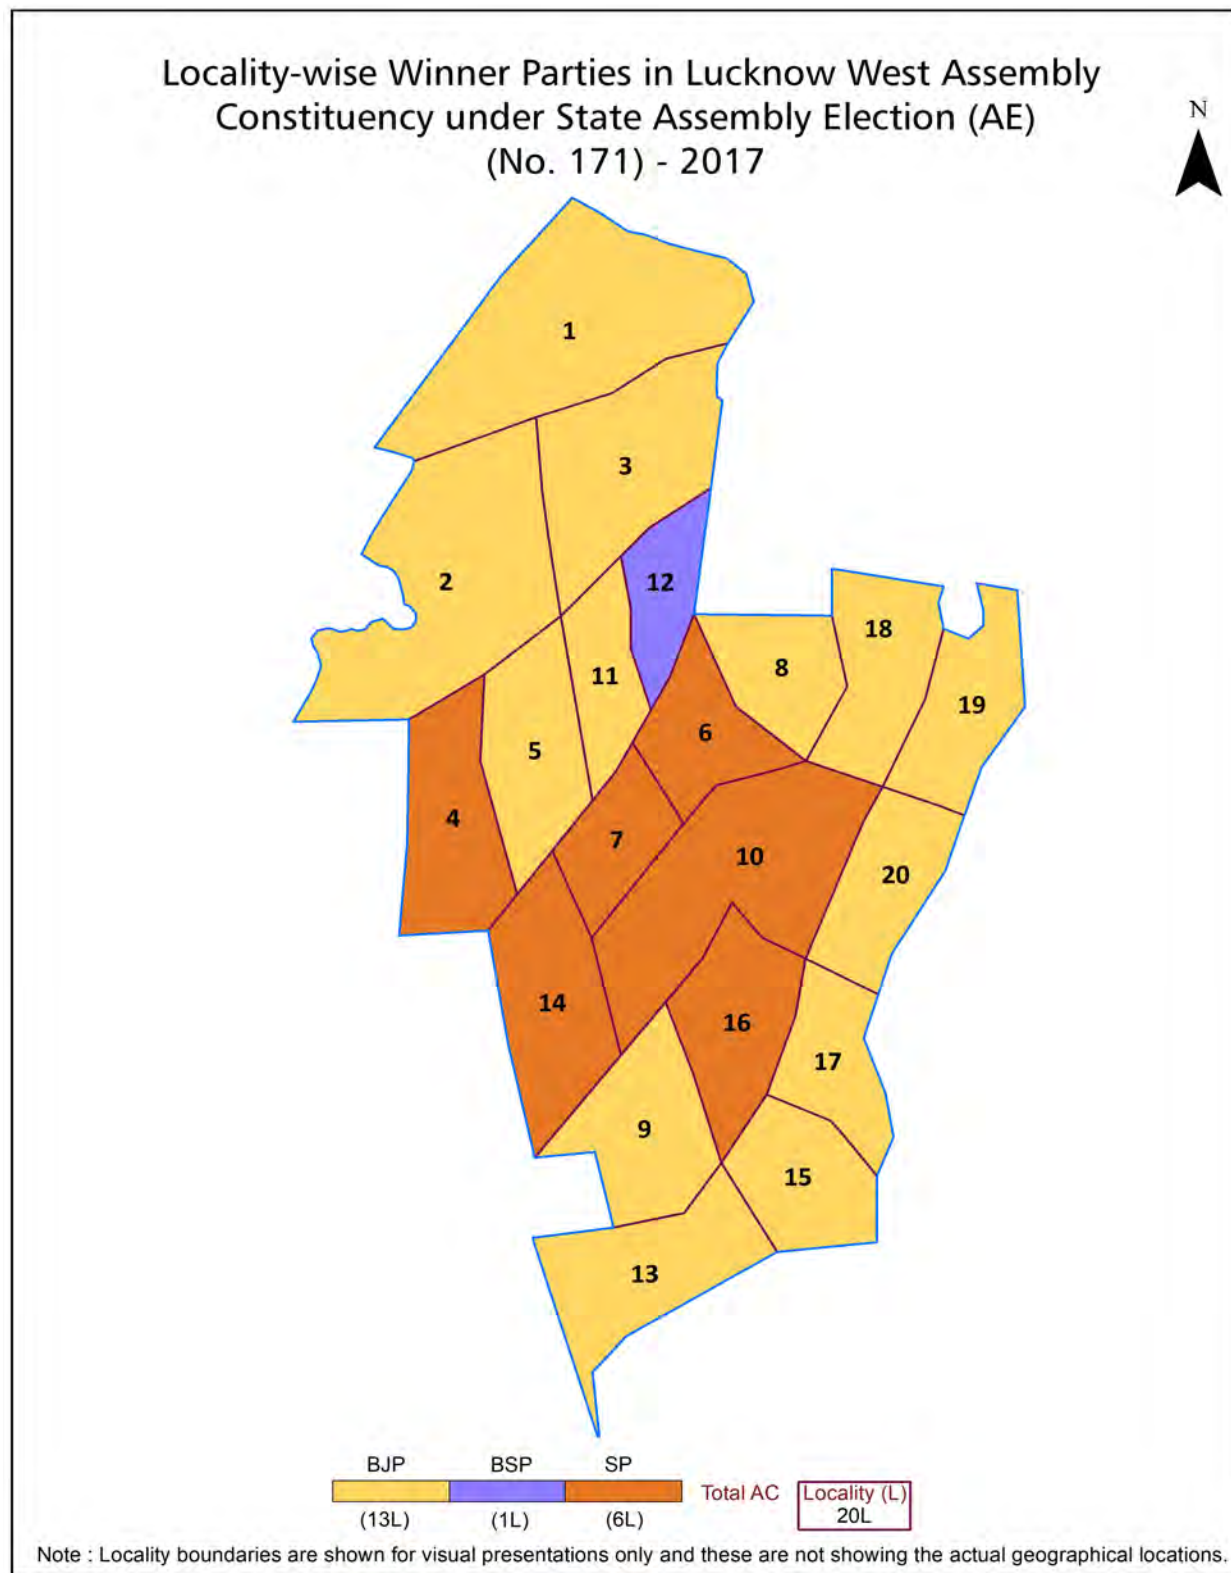 Locality-wise Winner Parties in Lucknow West Assembly
Constituency under State Assembly Election (AE)
(No. 171) - 2017
N
1
3
2
12
18
8
11
19
6
5
4
7
10
20
14
16
17
9
15
13
BJP BSP SP
Total AC Locality (L)
(13L) (1L) (6L) 20L
Note : Locality boundaries are shown for visual presentations only and these are not showing the actual geographical locations.